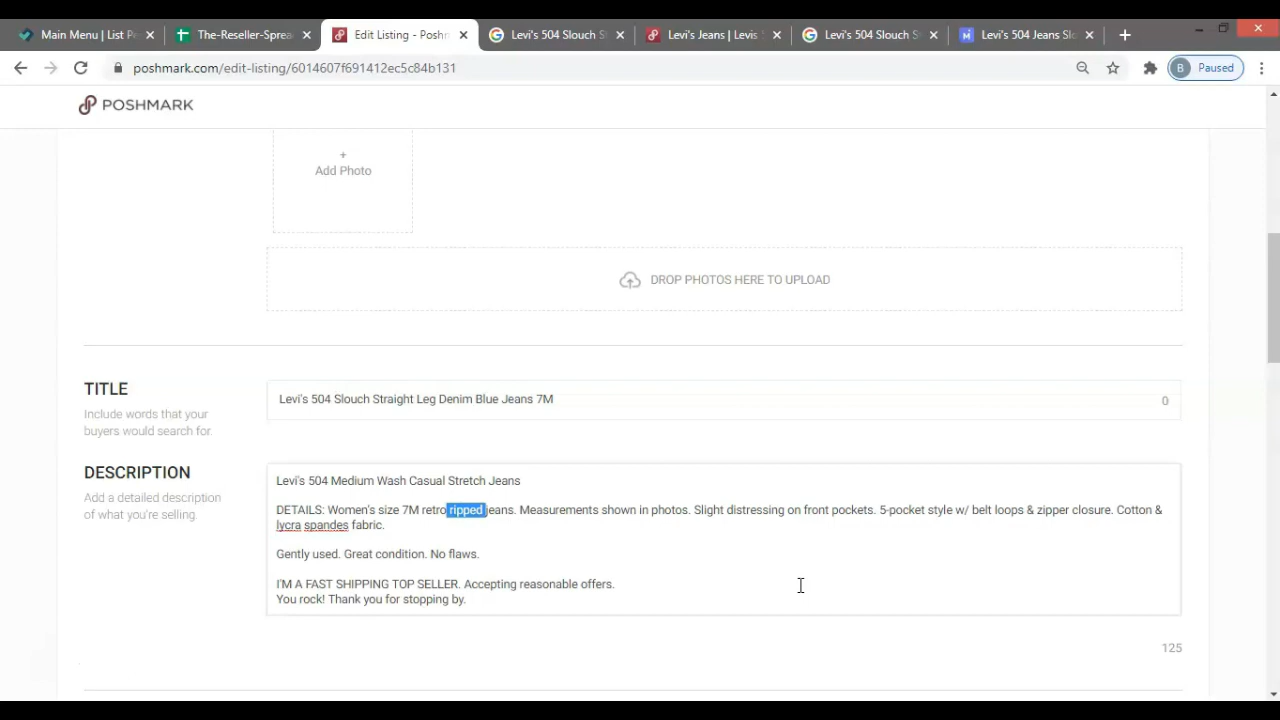 Main Menu | List Pe
The-Reseller-Sprea
Edit Listing - Poshm
Levi's 504 Slouch S
Levi's Jeans | Levis
Levi's 504 Slouch S
Levi's 504 Jeans Slo
poshmark.com/edit-listing/6014607f691412ec5c84b131
B Paused
POSHMARK
+
Add Photo
DROP PHOTOS HERE TO UPLOAD
TITLE
Include words that your
buyers would search for.
Levi's 504 Slouch Straight Leg Denim Blue Jeans 7M
0
DESCRIPTION
Add a detailed description
of what you're selling.
Levi's 504 Medium Wash Casual Stretch Jeans
DETAILS: Women's size 7M retro ripped jeans. Measurements shown in photos. Slight distressing on front pockets. 5-pocket style w/ belt loops & zipper closure. Cotton &
lycra spandes fabric.
Gently used. Great condition. No flaws.
I'M A FAST SHIPPING TOP SELLER. Accepting reasonable offers.
You rock! Thank you for stopping by.
125